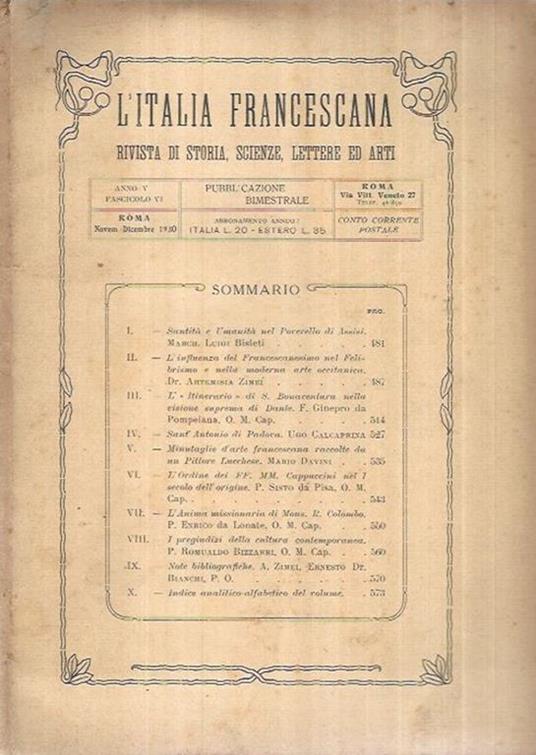 L'ITALIA FRANCESCANA
RIVISTA DI STORIA, SCIENZE, LETTERE ED ARTI
ANNO V
FASCICOLO VI
PUBBLICAZIONE
BIMESTRALE
ROMA
Via Vitt. Veneto 27
TELEF.
ROMA
Novem.-Dicembre 1930
ABBONAMENTO ANNUO:
ITALIA L. 20 - ESTERO L. 35
CONTO CORRENTE
POSTALE
SOMMARIO
PAG.
I. — Santità e Umanità nel Poverello di Assisi.
MARCH. LUIGI Bisleti . . . . . . 481
II. — L'influenza del Francescanesimo nel Feli-
brismo e nella moderna arte occitanica.
Dr. ARTEMISIA ZIMEI . . . . . . 487
III. — L'« Itinerario » di S. Bonaventura nella
visione suprema di Dante. F. Ginepro da
Pompeiana, O. M. Cap. . . . . . 514
IV. — Sant'Antonio di Padova. UGO CALCAPRINA 527
V. — Minutaglie d'arte francescana raccolte da
un Pittore Lucchese. MARIO DAVINI . . 535
VI. — L'Ordine dei FF. MM. Cappuccini nel I
secolo dell'origine. P. SISTO da Pisa, O. M.
Cap. . . . . . . . . . 543
VII. — L'Anima missionaria di Mons. R. Colombo.
P. ENRICO da Lonate, O. M. Cap. . . . 550
VIII. — I pregiudizi della cultura contemporanea.
P. ROMUALDO BIZZARRI, O. M. Cap. . . 560
IX. — Note bibliografiche. A. ZIMEI, ERNESTO DR.
BIANCHI, P. O. . . . . . . . 570
X. — Indice analitico-alfabetico del volume. . 573